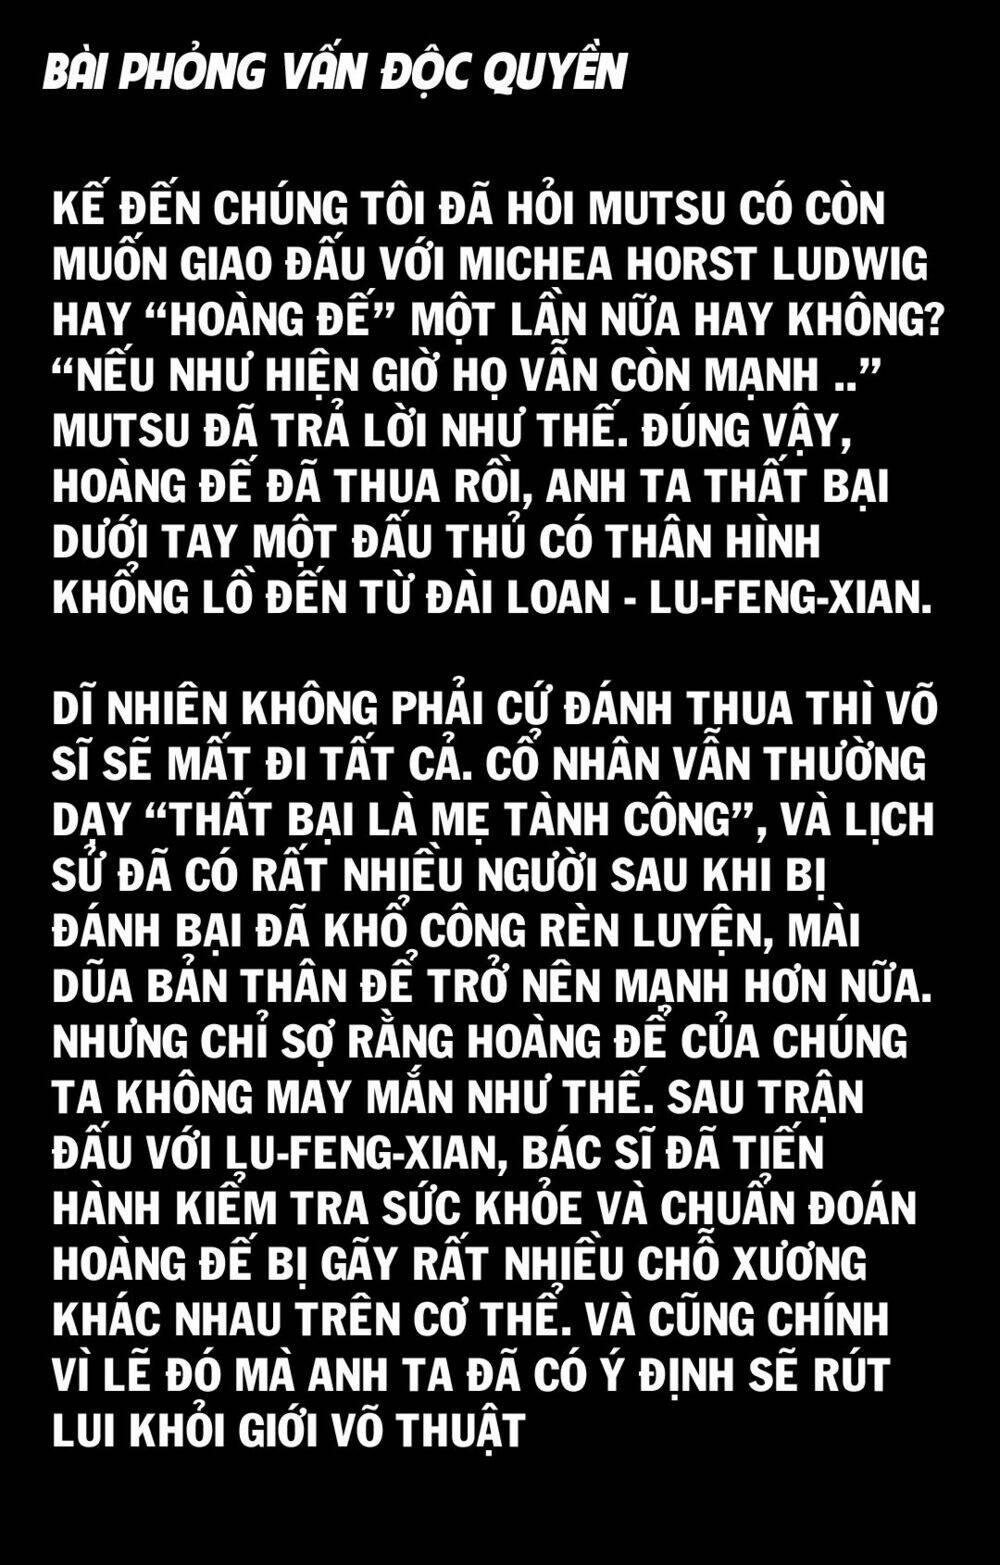 BÀI PHỎNG VẤN ĐỘC QUYỀN
KẾ ĐẾN CHÚNG TÔI ĐÃ HỎI MUTSU CÓ CÒN
MUỐN GIAO ĐẤU VỚI MICHEA HORST LUDWIG
HAY “HOÀNG ĐẾ” MỘT LẦN NỮA HAY KHÔNG?
“NẾU NHƯ HIỆN GIỜ HỌ VẪN CÒN MẠNH ..”
MUTSU ĐÃ TRẢ LỜI NHƯ THẾ. ĐÚNG VẬY,
HOÀNG ĐẾ ĐÃ THUA RỒI, ANH TA THẤT BẠI
DƯỚI TAY MỘT ĐẤU THỦ CÓ THÂN HÌNH
KHỔNG LỒ ĐẾN TỪ ĐÀI LOAN - LU-FENG-XIAN.
DĨ NHIÊN KHÔNG PHẢI CỨ ĐÁNH THUA THÌ VÕ
SĨ SẼ MẤT ĐI TẤT CẢ. CỔ NHÂN VẪN THƯỜNG
DẠY “THẤT BẠI LÀ MẸ TÀNH CÔNG”, VÀ LỊCH
SỬ ĐÃ CÓ RẤT NHIỀU NGƯỜI SAU KHI BỊ
ĐÁNH BẠI ĐÃ KHỔ CÔNG RÈN LUYỆN, MÀI
DŨA BẢN THÂN ĐỂ TRỞ NÊN MẠNH HƠN NỮA.
NHƯNG CHỈ SỢ RẰNG HOÀNG ĐỂ CỦA CHÚNG
TA KHÔNG MAY MẮN NHƯ THẾ. SAU TRẬN
ĐẤU VỚI LU-FENG-XIAN, BÁC SĨ ĐÃ TIẾN
HÀNH KIỂM TRA SỨC KHỎE VÀ CHUẨN ĐOÁN
HOÀNG ĐẾ BỊ GÃY RẤT NHIỀU CHỖ XƯƠNG
KHÁC NHAU TRÊN CƠ THỂ. VÀ CŨNG CHÍNH
VÌ LẼ ĐÓ MÀ ANH TA ĐÃ CÓ Ý ĐỊNH SẼ RÚT
LUI KHỎI GIỚI VÕ THUẬT